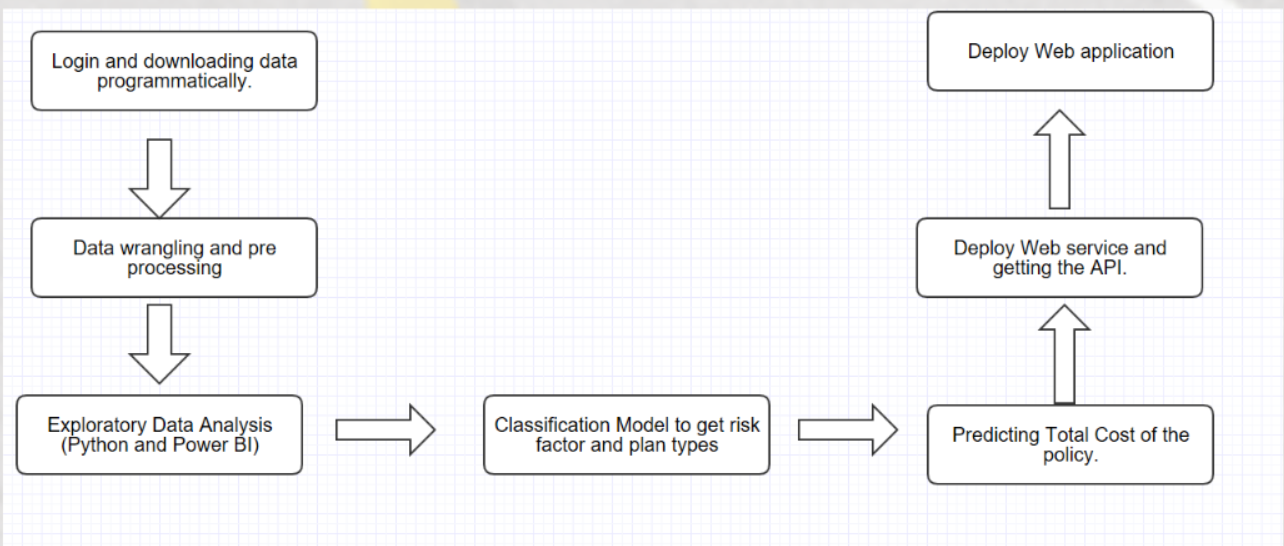 Login and downloading data
programmatically.
Data wrangling and pre
processing
Exploratory Data Analysis
(Python and Power BI)
Classification Model to get risk
factor and plan types
Predicting Total Cost of the
policy.
Deploy Web service and
getting the API.
Deploy Web application